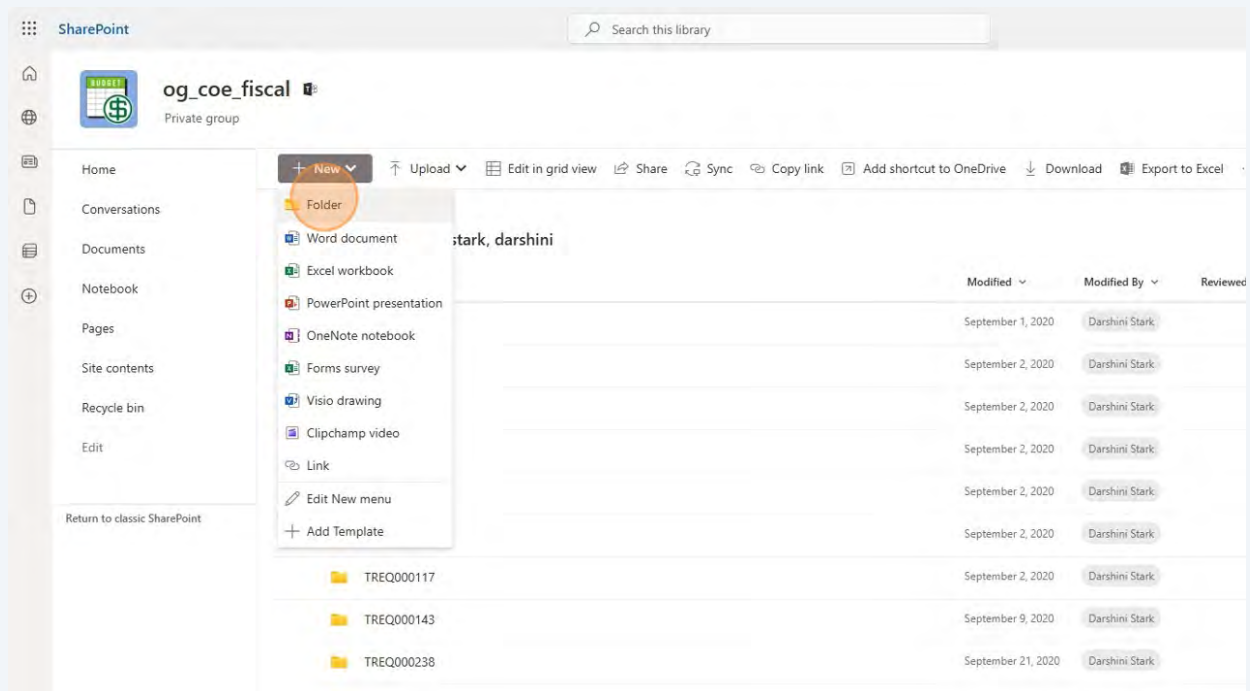 SharePoint
Search this library
BUDGET
$
og_coe_fiscal
Private group
Home
Conversations
Documents
Notebook
Pages
Site contents
Recycle bin
Edit
Return to classic SharePoint
New
Upload
Edit in grid view
Share
Sync
Copy link
Add shortcut to OneDrive
Download
Export to Excel
Folder
Word document
Excel workbook
PowerPoint presentation
OneNote notebook
Forms survey
Visio drawing
Clipchamp video
Link
Edit New menu
Add Template
stark, darshini
Modified Modified By Reviewed
September 1, 2020 Darshini Stark
September 2, 2020 Darshini Stark
September 2, 2020 Darshini Stark
September 2, 2020 Darshini Stark
September 2, 2020 Darshini Stark
September 2, 2020 Darshini Stark
TREQ000117 September 2, 2020 Darshini Stark
TREQ000143 September 9, 2020 Darshini Stark
TREQ000238 September 21, 2020 Darshini Stark